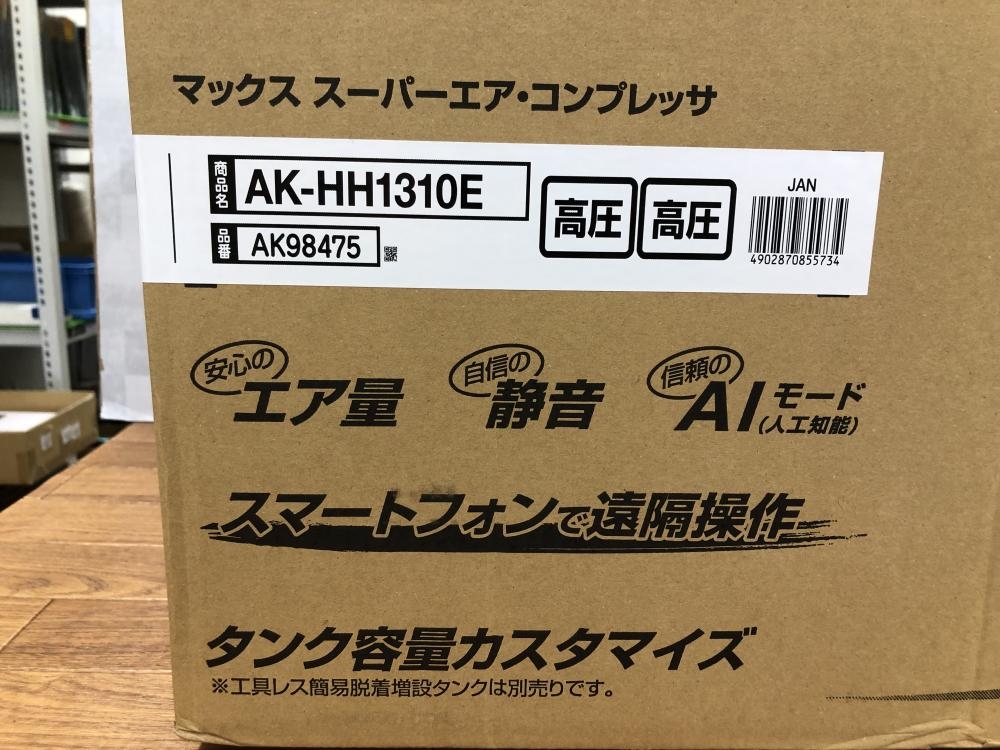 マックス スーパーエア・コンプレッサ
商品名 AK-HH1310E
品番 AK98475
高圧 高圧
JAN
4902870855734
安心の エア量
自信の 静音
信頼の AIモード
(人工知能)
スマートフォンで遠隔操作
タンク容量カスタマイズ
※工具レス簡易脱着増設タンクは別売りです。